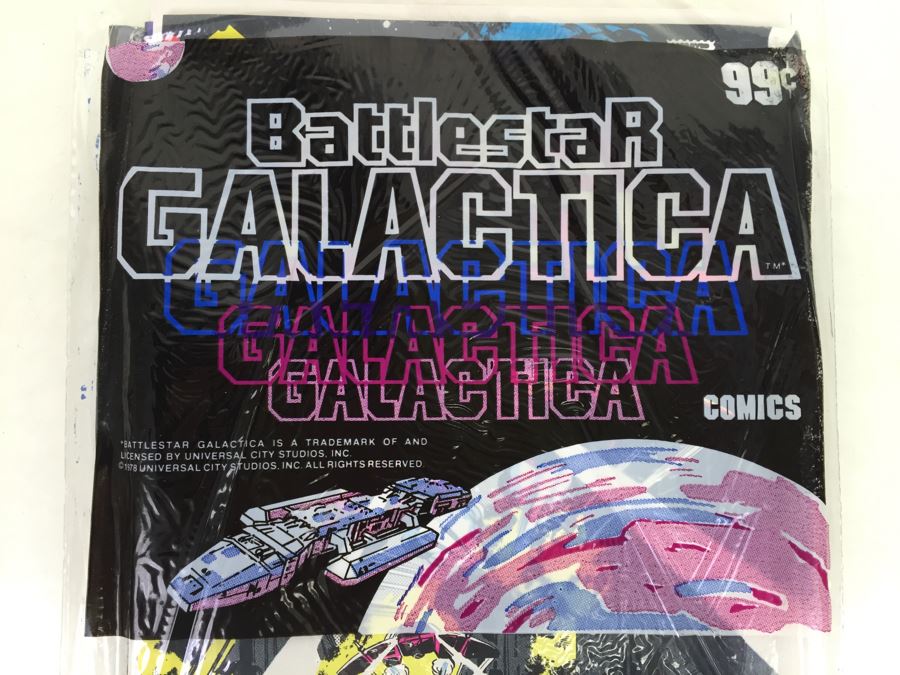 99¢
BattlestaR
GALACTICA
TM*
GALACTICA
GALACTICA
GALACTICA
COMICS
*BATTLESTAR GALACTICA IS A TRADEMARK OF AND
LICENSED BY UNIVERSAL CITY STUDIOS, INC.
©1978 UNIVERSAL CITY STUDIOS, INC. ALL RIGHTS RESERVED.